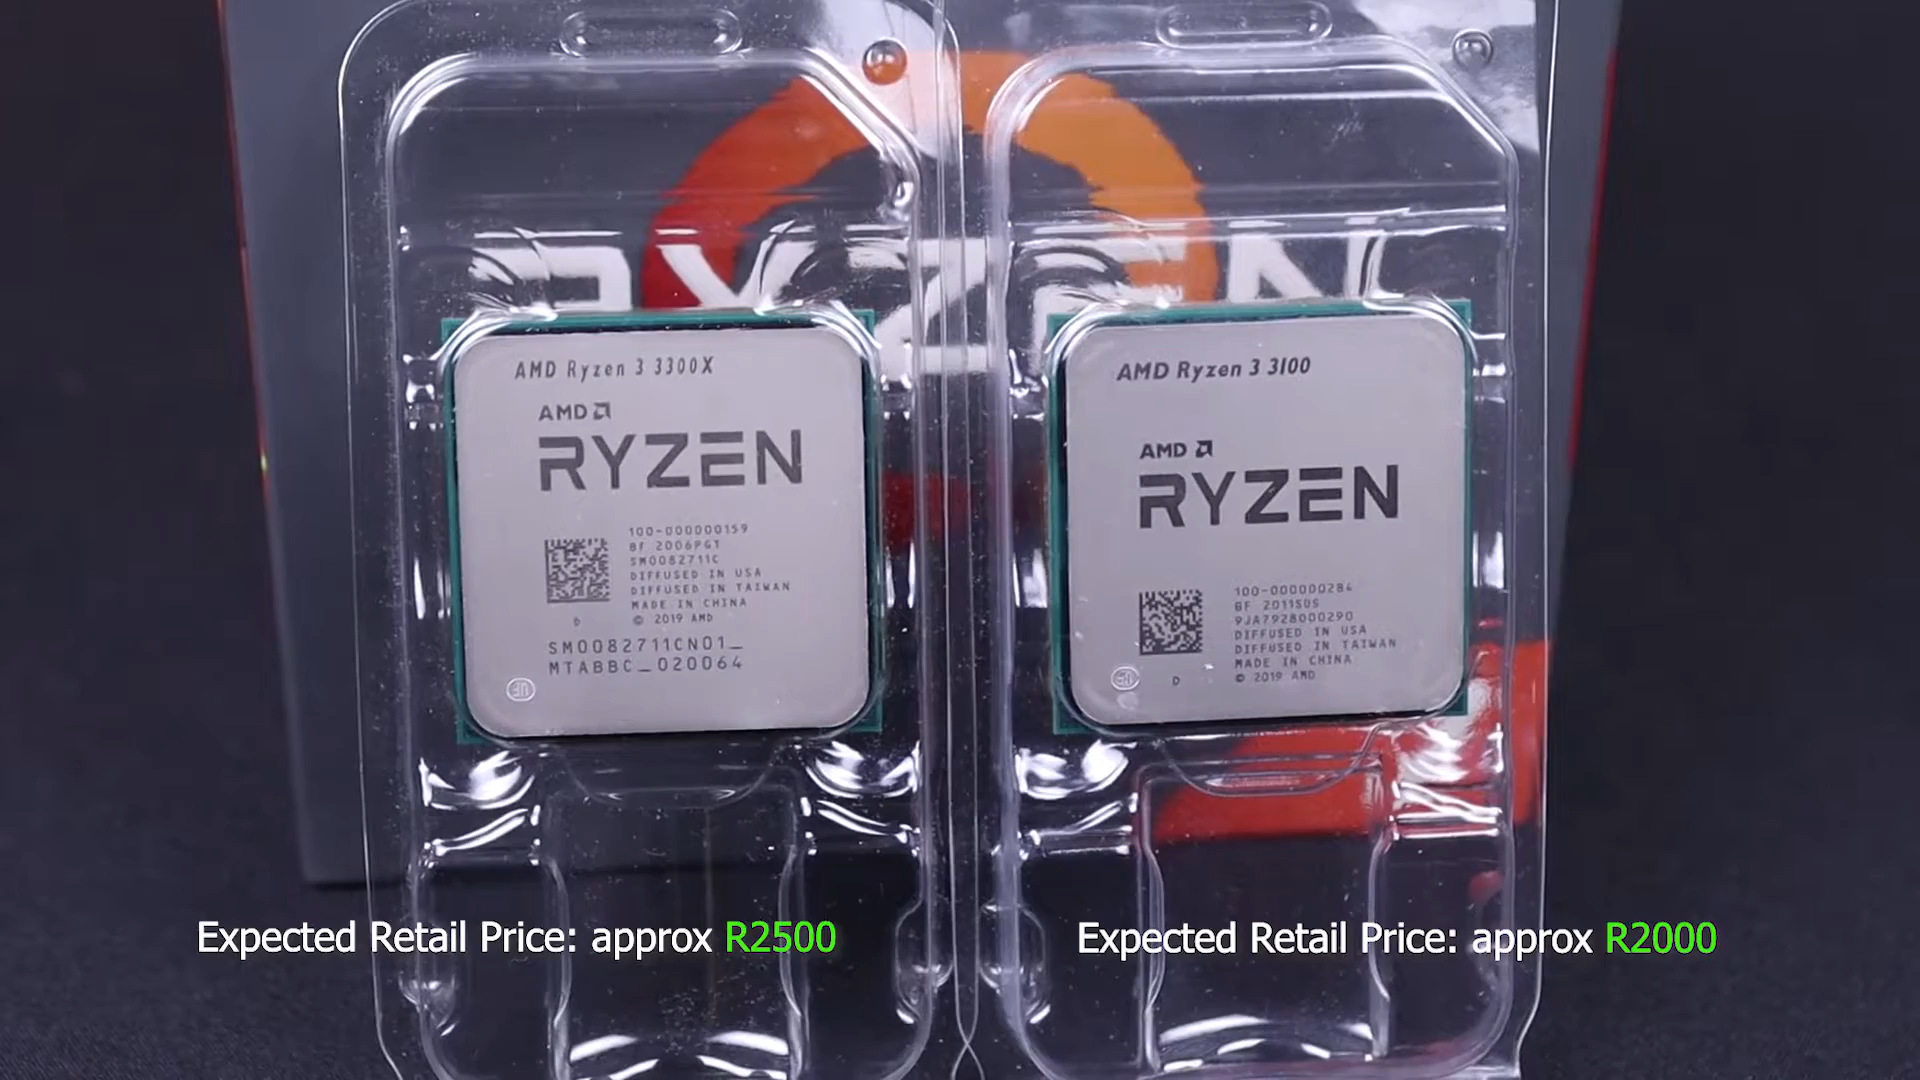 RYZEN
AMD Ryzen 3 3300X
AMD
RYZEN
100-000000159
BF 2006PGT
SM0082711C
DIFFUSED IN USA
DIFFUSED IN TAIWAN
MADE IN CHINA
D
© 2019 AMD
SM0082711CN01_
MTABBC_020064
AMD Ryzen 3 3100
AMD
RYZEN
100-000000284
BF 2011SUS
9JA7928000290
DIFFUSED IN USA
DIFFUSED IN TAIWAN
MADE IN CHINA
D
© 2019 AMD
Expected Retail Price: approx R2500
Expected Retail Price: approx R2000